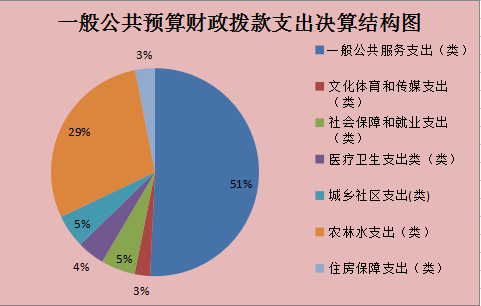 一般公共预算财政拨款支出决算结构图
3%
51%
29%
5%
5%
4%
3%
一般公共服务支出（类）
文化体育和传媒支出
（类）
社会保障和就业支出
（类）
医疗卫生支出类（类）
城乡社区支出(类)
农林水支出（类）
住房保障支出（类）